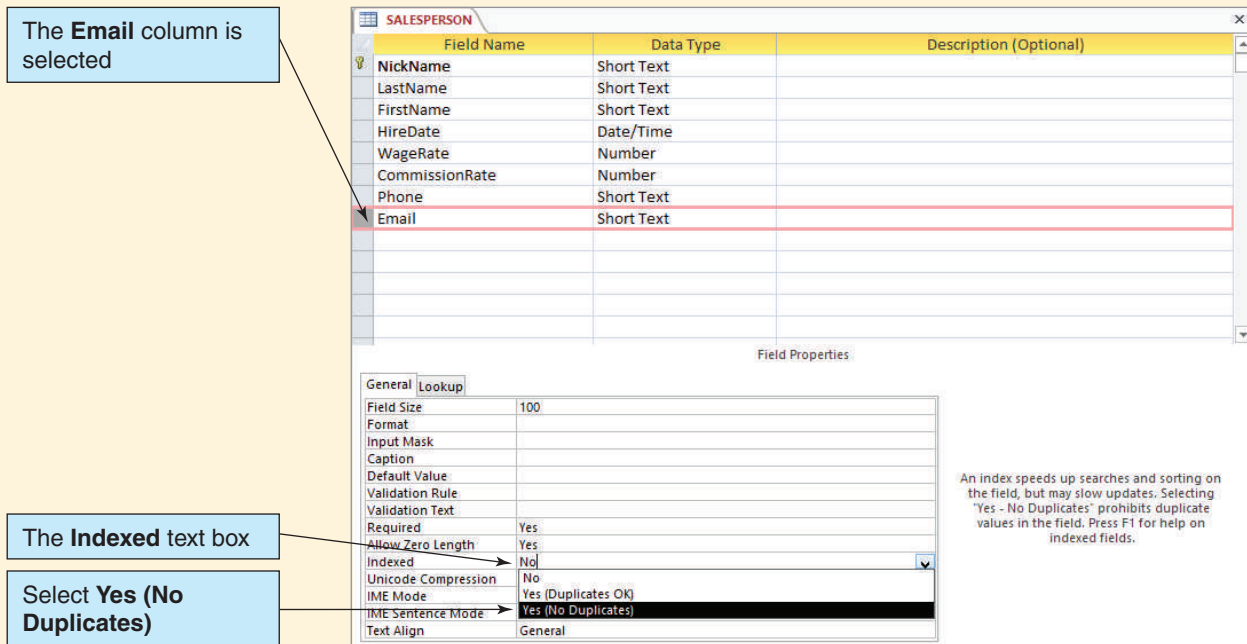 The Email column is
selected
SALESPERSON
Field Name Data Type Description (Optional)
NickName Short Text
LastName Short Text
FirstName Short Text
HireDate Date/Time
WageRate Number
CommissionRate Number
Phone Short Text
Email Short Text
Field Properties
General Lookup
Field Size 100
Format
Input Mask
Caption
Default Value
Validation Rule
Validation Text
Required Yes
Allow Zero Length Yes
Indexed No
Unicode Compression No
IME Mode Yes (Duplicates OK)
IME Sentence Mode Yes (No Duplicates)
Text Align General
An index speeds up searches and sorting on
the field, but may slow updates. Selecting
"Yes - No Duplicates" prohibits duplicate
values in the field. Press F1 for help on
indexed fields.
The Indexed text box
Select Yes (No
Duplicates)